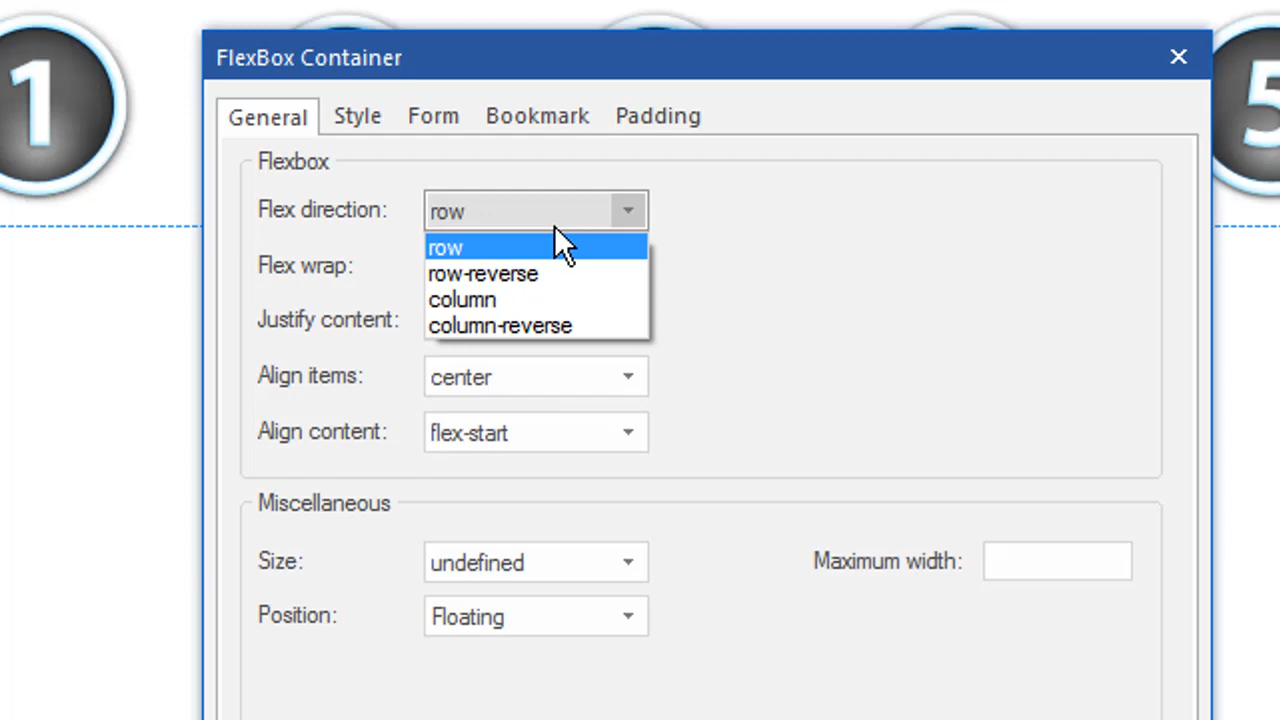 1
5
FlexBox Container
General Style Form Bookmark Padding
Flexbox
Flex direction: row
row
row-reverse
column
column-reverse
Flex wrap:
Justify content:
Align items: center
Align content: flex-start
Miscellaneous
Size: undefined Maximum width:
Position: Floating